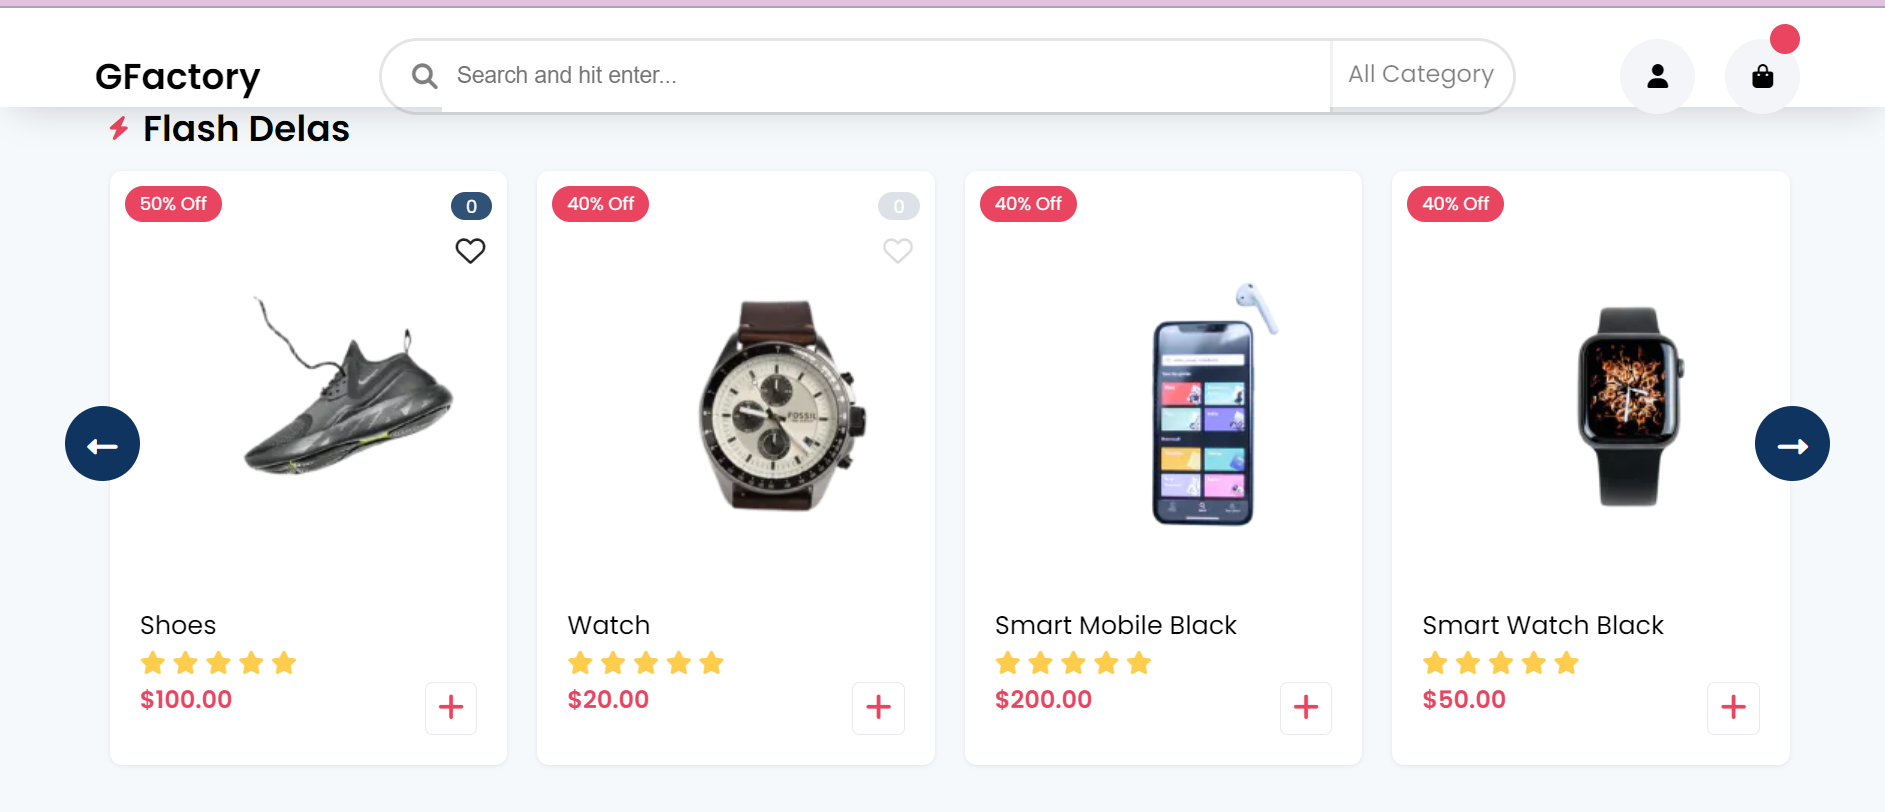 GFactory
Search and hit enter...
All Category
Flash Delas
50% Off
0
40% Off
0
40% Off
40% Off
FOSSIL
Shoes
$100.00
Watch
$20.00
Smart Mobile Black
$200.00
Smart Watch Black
$50.00